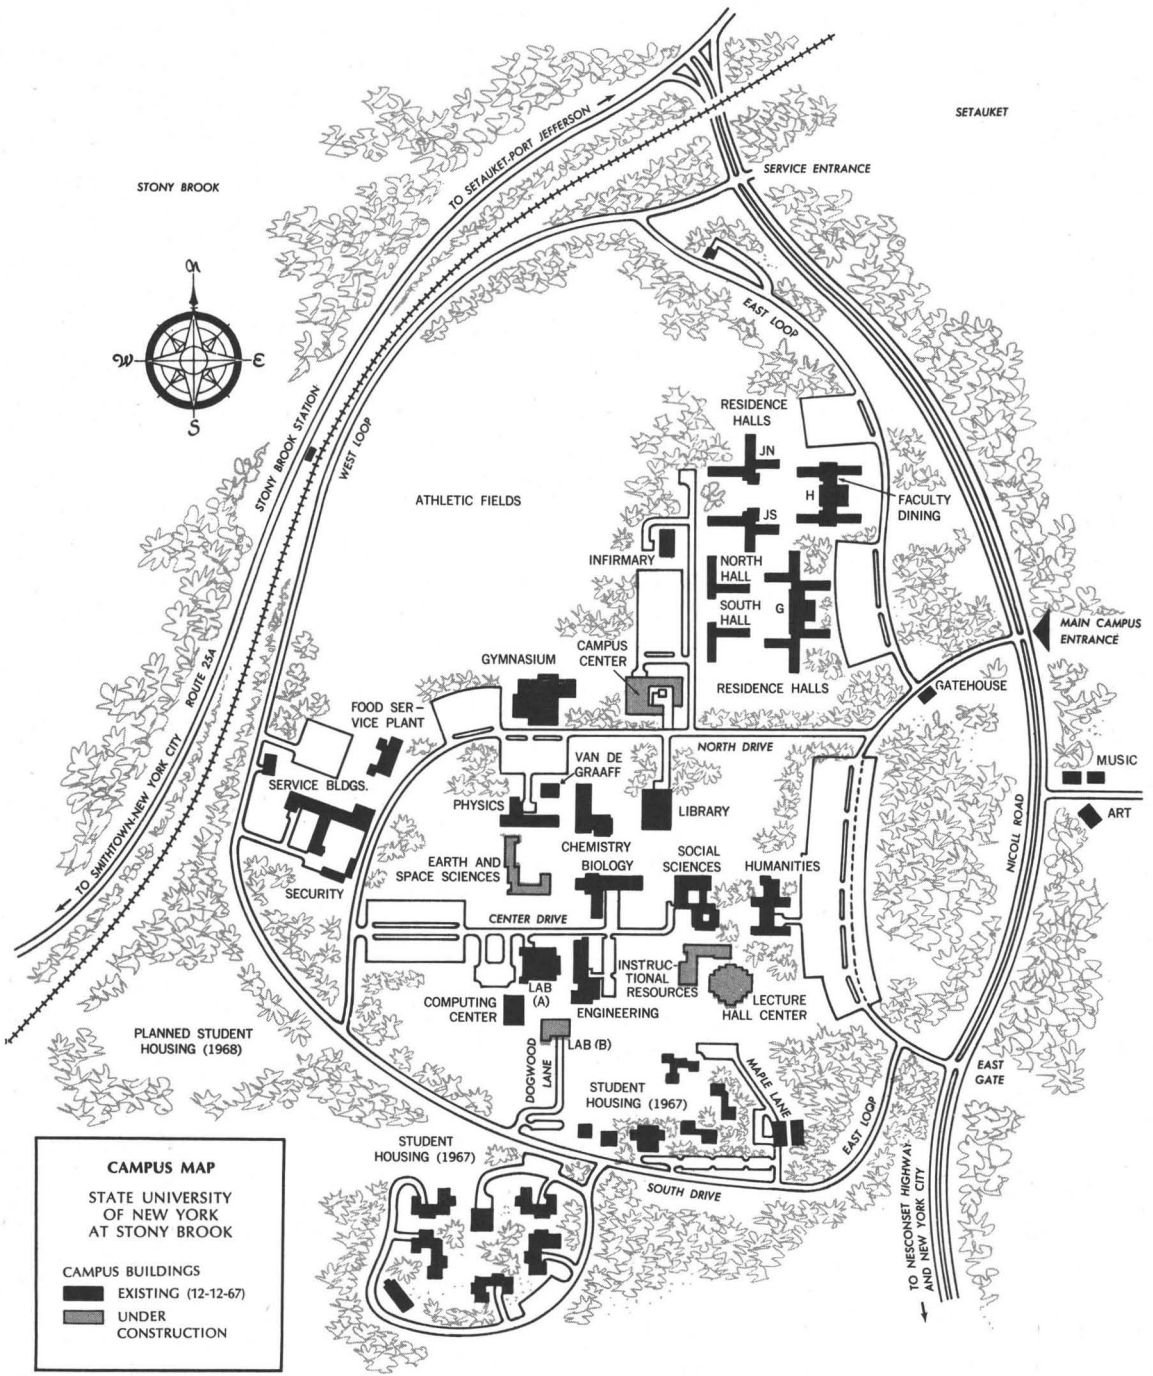 SETAUKET
TO SETAUKET-PORT JEFFERSON
SERVICE ENTRANCE
STONY BROOK
N
W
E
S
EAST LOOP
STONY BROOK STATION
WEST LOOP
RESIDENCE
HALLS
JN
H
FACULTY
DINING
ATHLETIC FIELDS
JS
INFIRMARY
NORTH
HALL
SOUTH
HALL
G
MAIN CAMPUS
ENTRANCE
CAMPUS
CENTER
GYMNASIUM
RESIDENCE HALLS
GATEHOUSE
ROUTE 25A
FOOD SER-
VICE PLANT
NORTH DRIVE
VAN DE
GRAAFF
MUSIC
SERVICE BLDGS.
PHYSICS
LIBRARY
ART
TO SMITHTOWN-NEW YORK CITY
CHEMISTRY
NICOLL ROAD
EARTH AND
SPACE SCIENCES
BIOLOGY
SOCIAL
SCIENCES
HUMANITIES
SECURITY
CENTER DRIVE
INSTRUC-
TIONAL
RESOURCES
LAB
(A)
COMPUTING
CENTER
ENGINEERING
LECTURE
HALL CENTER
PLANNED STUDENT
HOUSING (1968)
LAB (B)
DOGWOOD
LANE
MAPLE LANE
EAST
GATE
STUDENT
HOUSING (1967)
EAST LOOP
STUDENT
HOUSING (1967)
SOUTH DRIVE
TO NESCONSET HIGHWAY
AND NEW YORK CITY
CAMPUS MAP
STATE UNIVERSITY
OF NEW YORK
AT STONY BROOK
CAMPUS BUILDINGS
EXISTING (12-12-67)
UNDER
CONSTRUCTION